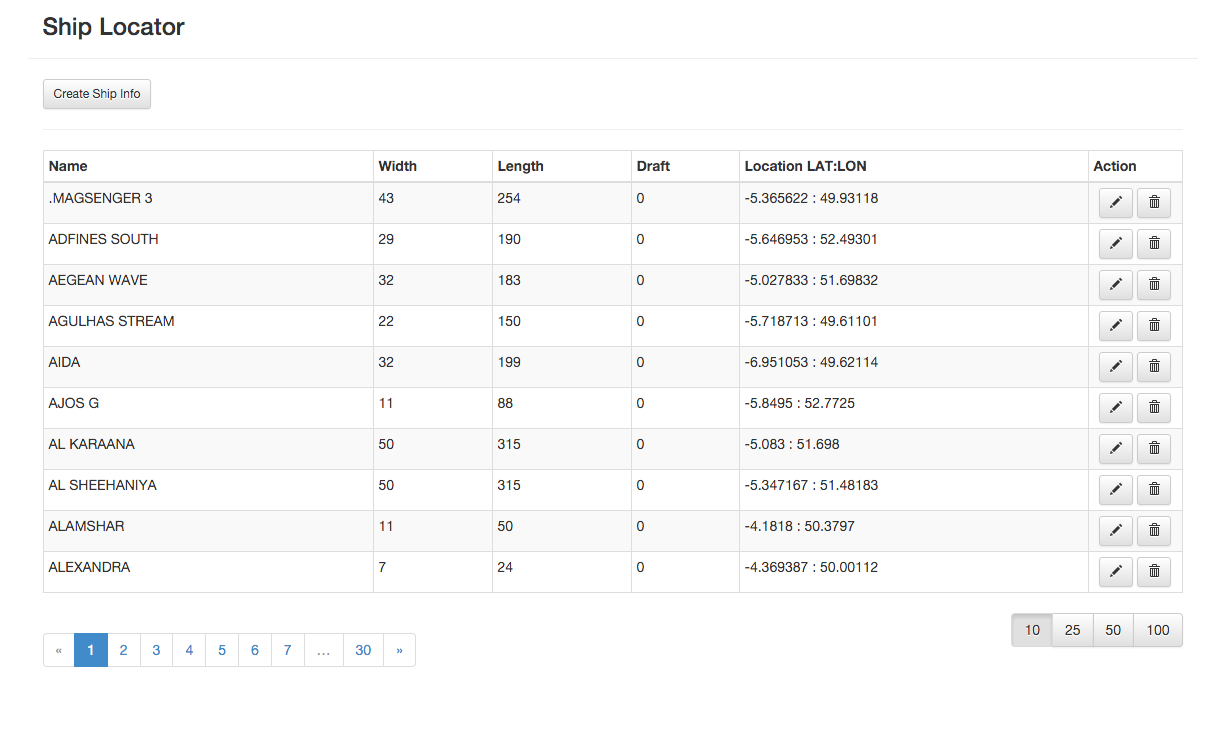 Ship Locator
Create Ship Info
Name Width Length Draft Location LAT:LON Action
.MAGSENGER 3 43 254 0 -5.365622 : 49.93118
ADFINES SOUTH 29 190 0 -5.646953 : 52.49301
AEGEAN WAVE 32 183 0 -5.027833 : 51.69832
AGULHAS STREAM 22 150 0 -5.718713 : 49.61101
AIDA 32 199 0 -6.951053 : 49.62114
AJOS G 11 88 0 -5.8495 : 52.7725
AL KARAANA 50 315 0 -5.083 : 51.698
AL SHEEHANIYA 50 315 0 -5.347167 : 51.48183
ALAMSHAR 11 50 0 -4.1818 : 50.3797
ALEXANDRA 7 24 0 -4.369387 : 50.00112
10 25 50 100
« 1 2 3 4 5 6 7 … 30 »